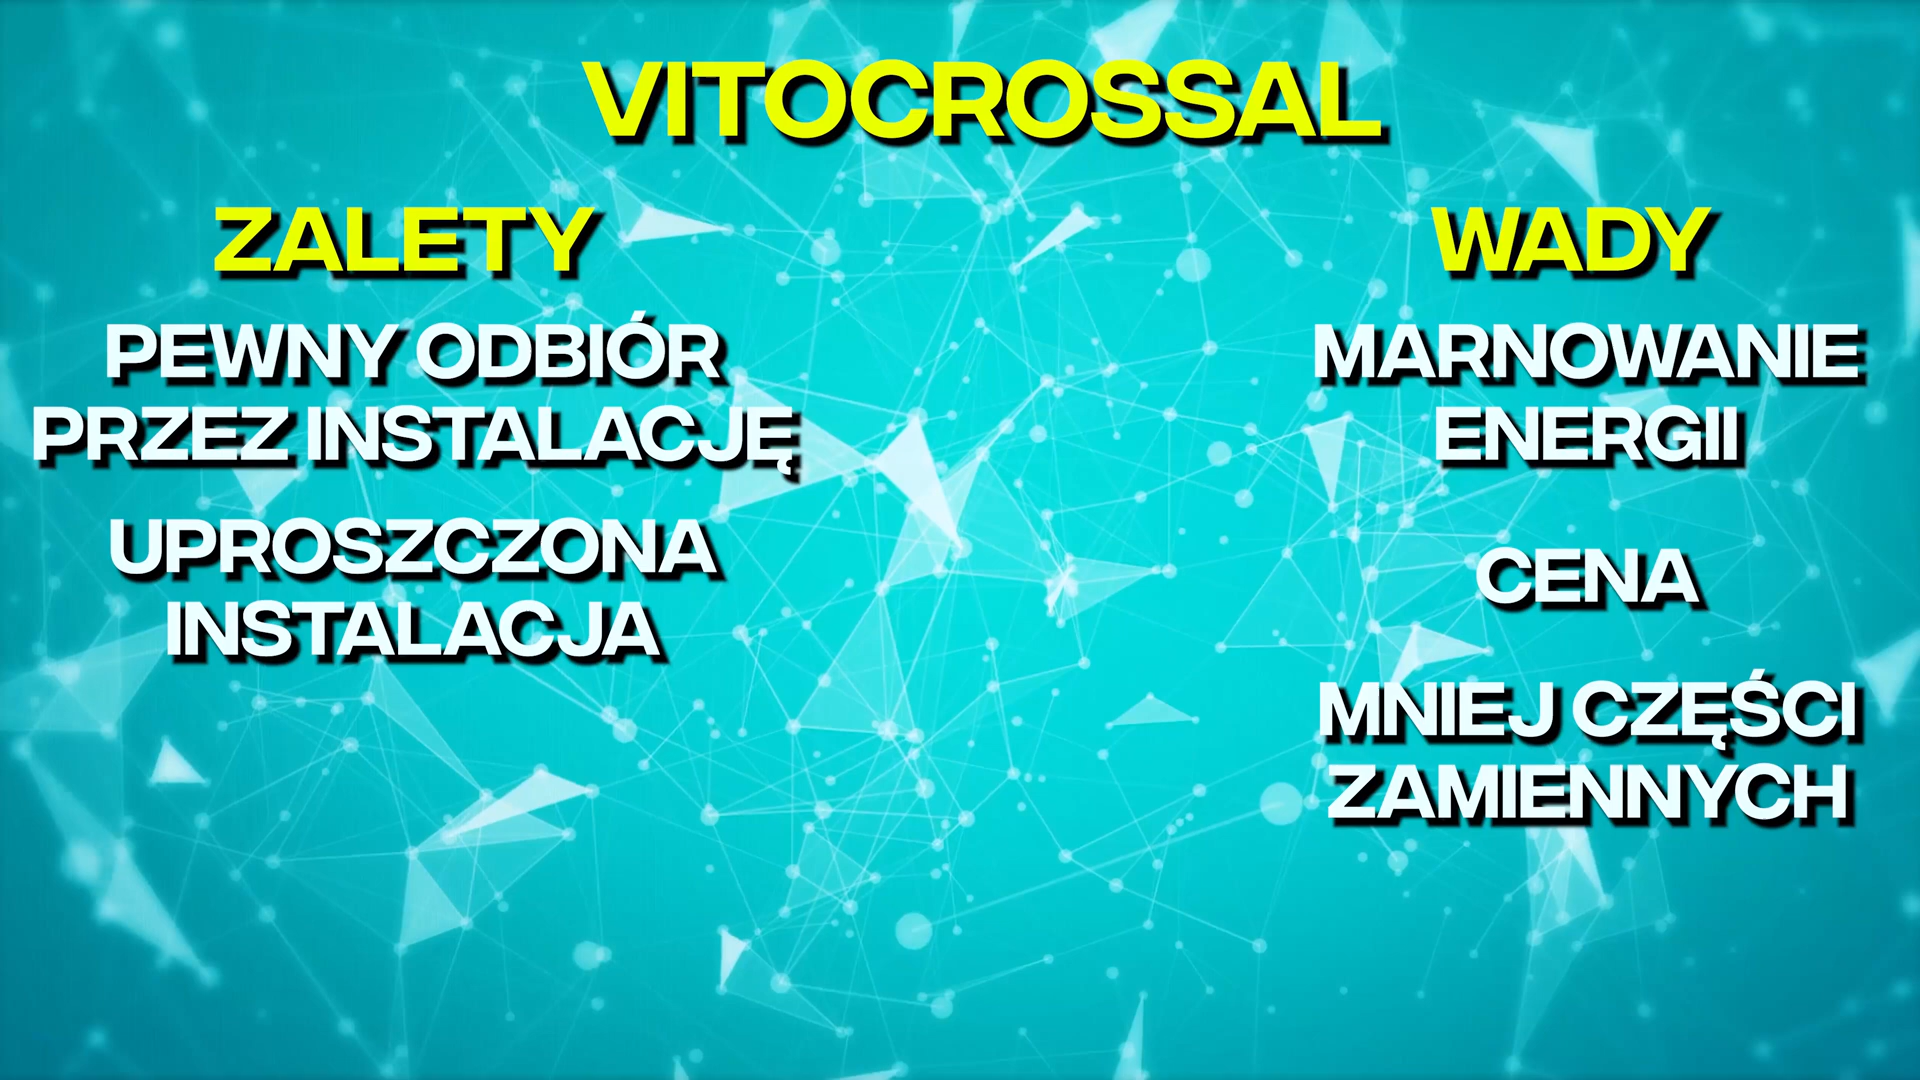 VITOCROSSAL
ZALETY
PEWNY ODBIÓR
PRZEZ INSTALACJĘ
UPROSZCZONA
INSTALACJA
WADY
MARNOWANIE
ENERGII
CENA
MNIEJ CZĘŚCI
ZAMIENNYCH